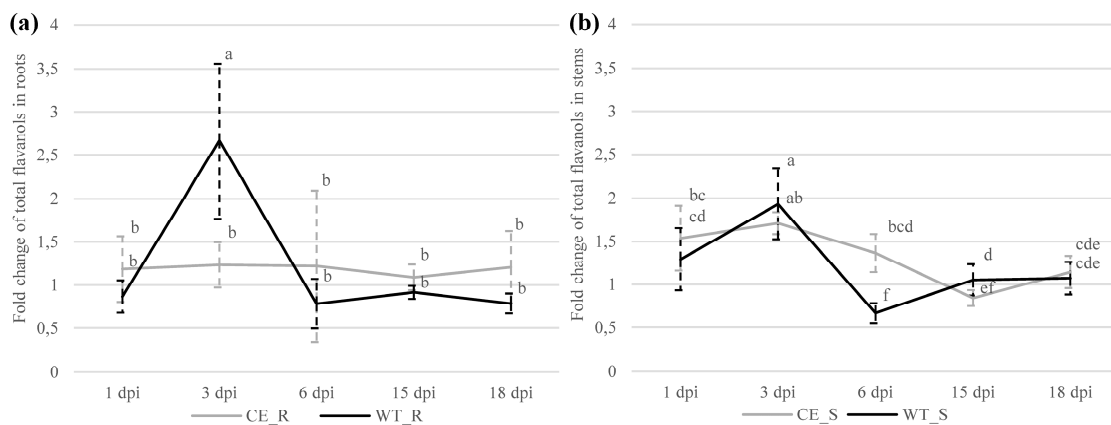 (a)
Fold change of total flavanols in roots
4
3,5
3
2,5
2
1,5
1
0,5
0
a
b
b
b
b
b
b
b
b
b
1 dpi 3 dpi 6 dpi 15 dpi 18 dpi
CE_R WT_R
(b)
Fold change of total flavanols in stems
4
3,5
3
2,5
2
1,5
1
0,5
0
bc
cd
a
ab
bcd
f
d
ef
cde
cde
1 dpi 3 dpi 6 dpi 15 dpi 18 dpi
CE_S WT_S